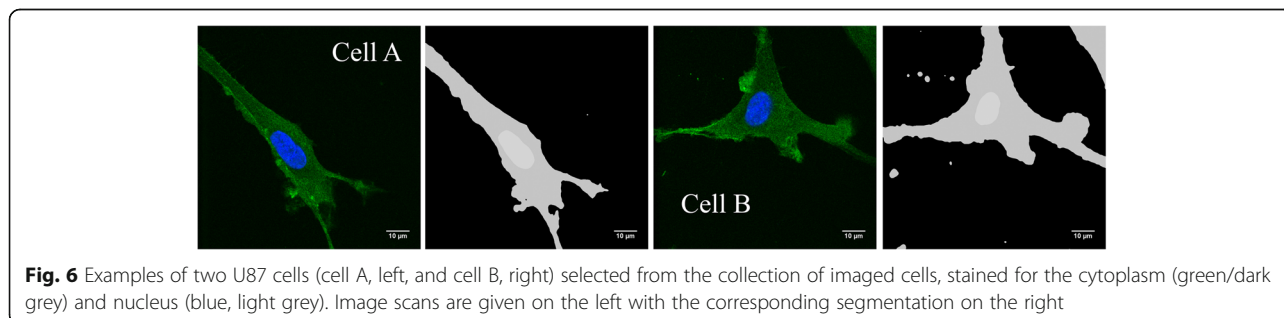 Cell A
Cell B
10 µm
10 µm
10 µm
10 µm
Fig. 6 Examples of two U87 cells (cell A, left, and cell B, right) selected from the collection of imaged cells, stained for the cytoplasm (green/dark
grey) and nucleus (blue, light grey). Image scans are given on the left with the corresponding segmentation on the right